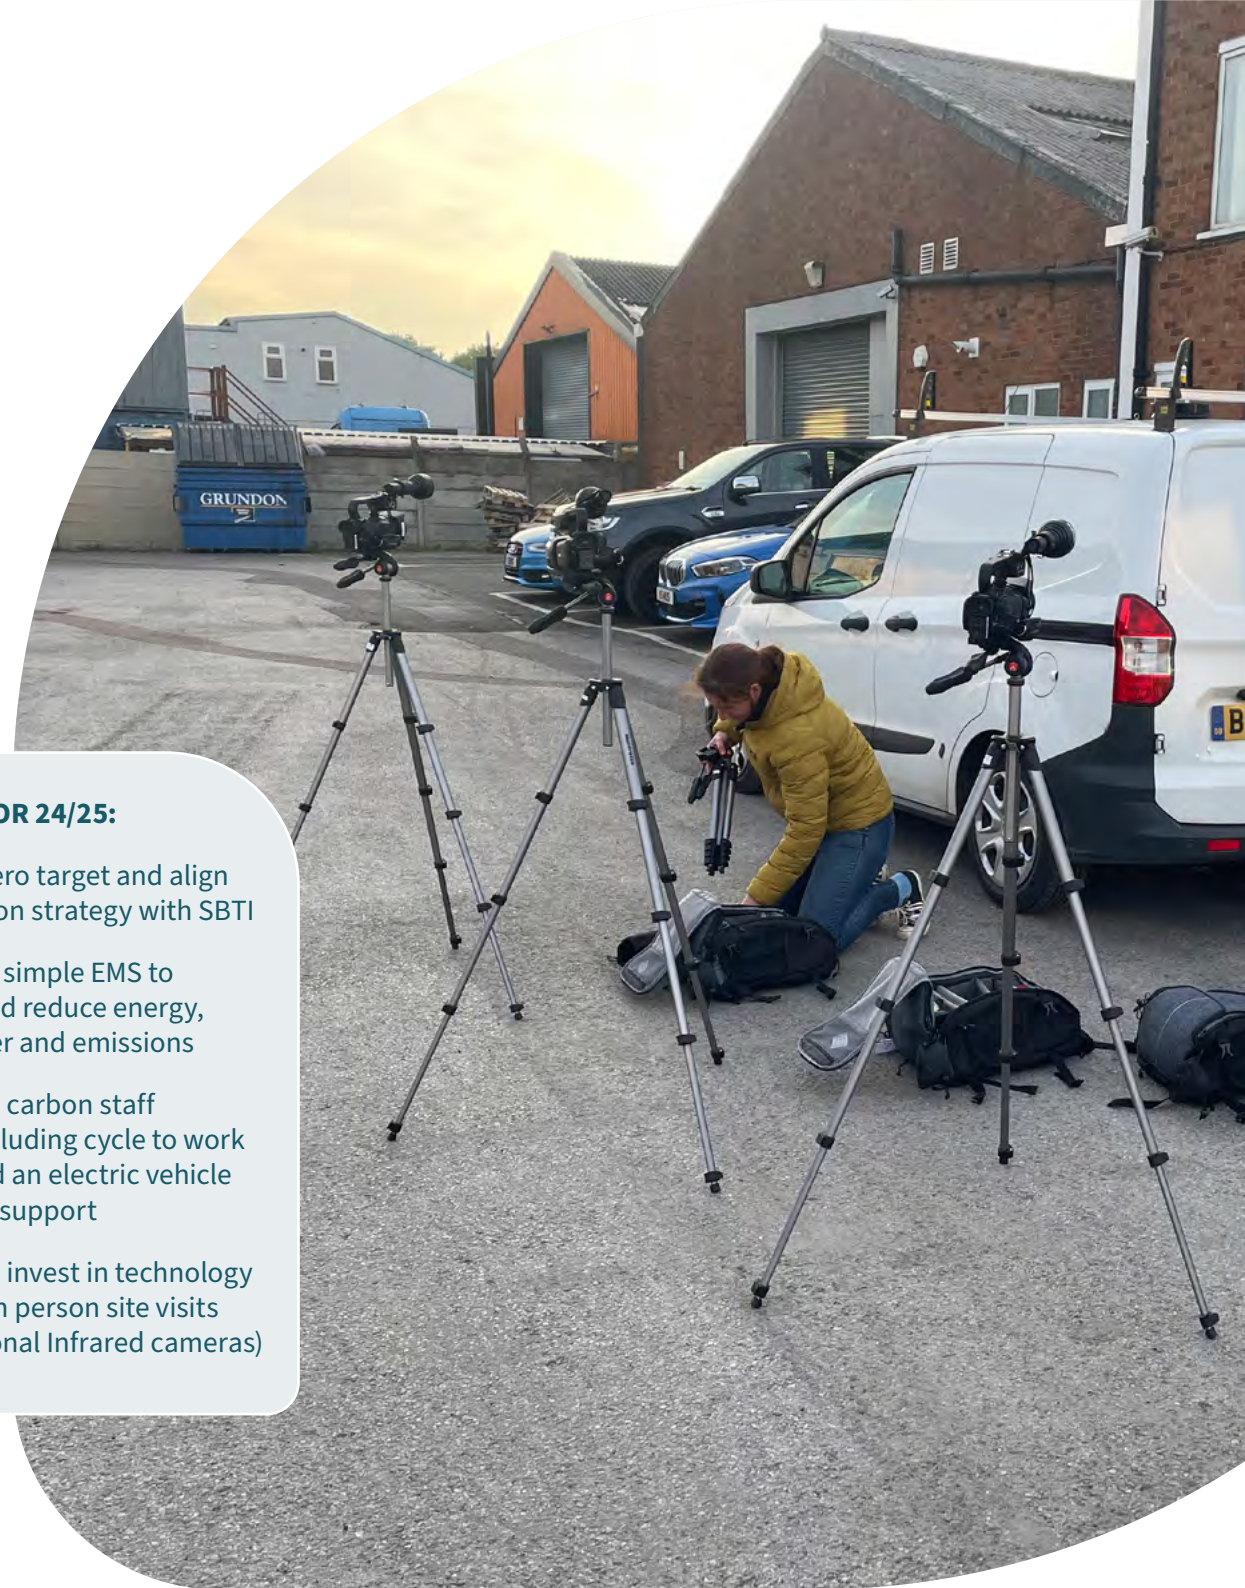 GRUNDON
B
OR 24/25:
ero target and align
on strategy with SBTI
simple EMS to
d reduce energy,
er and emissions
carbon staff
luding cycle to work
d an electric vehicle
support
invest in technology
n person site visits
onal Infrared cameras)